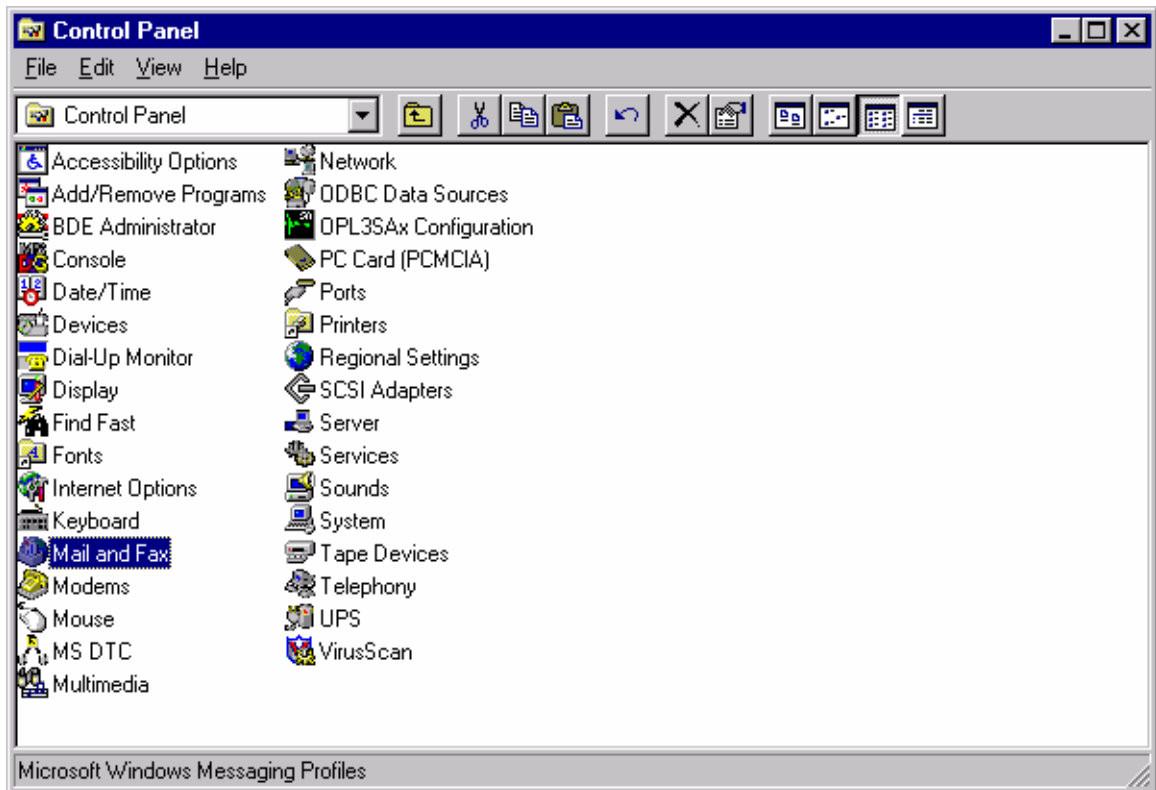 Control Panel
File Edit View Help
Control Panel
Accessibility Options
Add/Remove Programs
BDE Administrator
Console
Date/Time
Devices
Dial-Up Monitor
Display
Find Fast
Fonts
Internet Options
Keyboard
Mail and Fax
Modems
Mouse
MS DTC
Multimedia
Network
ODBC Data Sources
OPL3SAx Configuration
PC Card (PCMCIA)
Ports
Printers
Regional Settings
SCSI Adapters
Server
Services
Sounds
System
Tape Devices
Telephony
UPS
VirusScan
Microsoft Windows Messaging Profiles